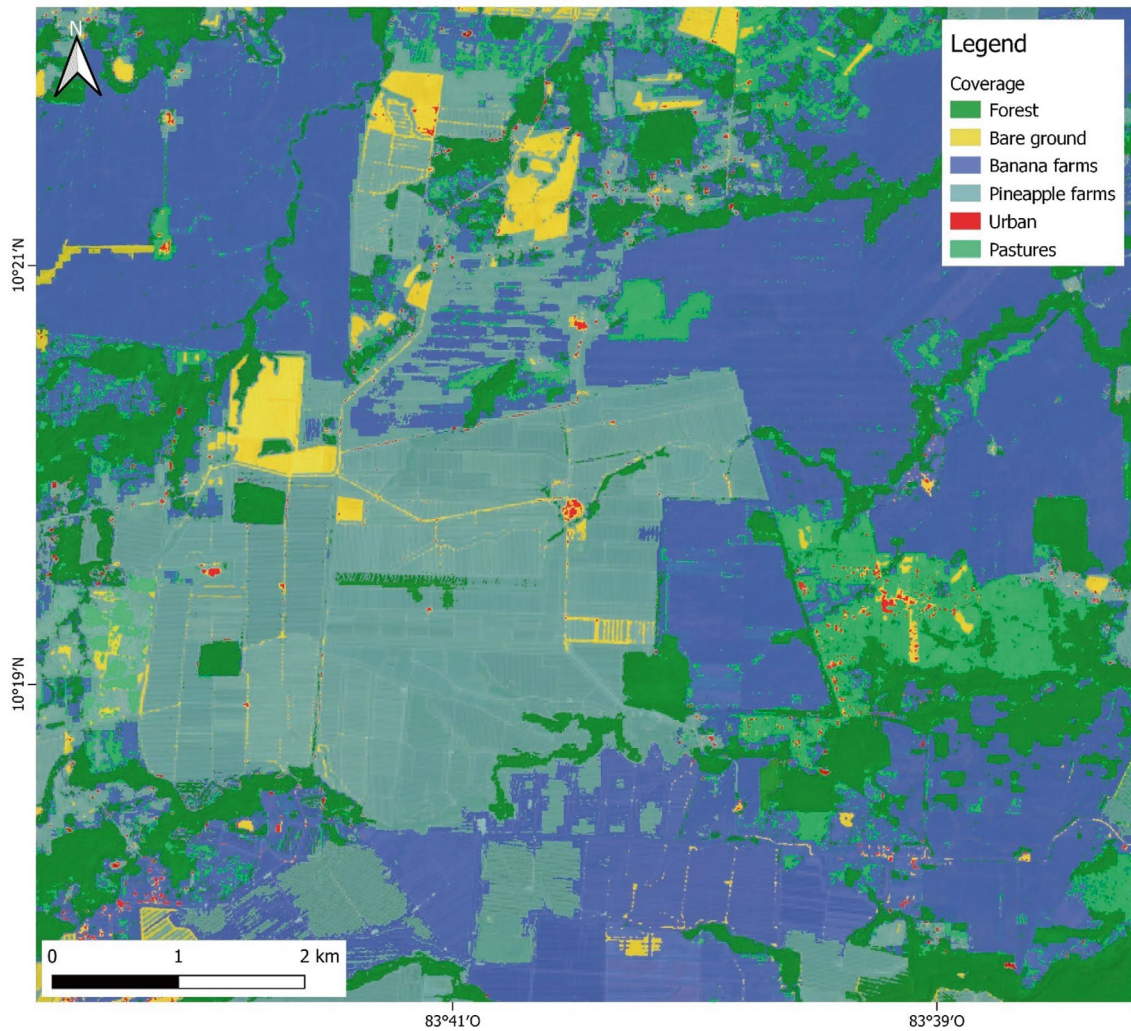 N
Legend
Coverage
Forest
Bare ground
Banana farms
Pineapple farms
Urban
Pastures
10°21'N
10°19'N
0 1 2 km
83°41'O 83°39'O